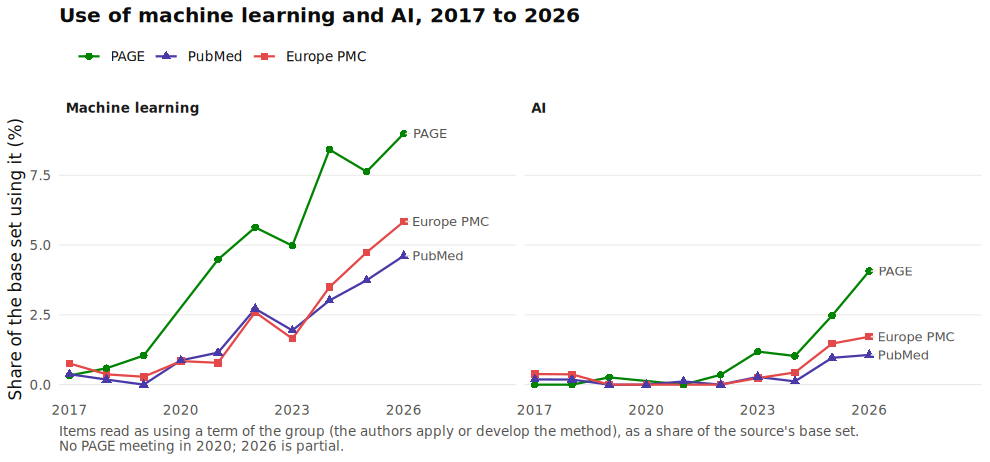 Use of machine learning and AI, 2017 to 2026
PAGE PubMed Europe PMC
Machine learning
AI
Share of the base set using it (%)
7.5
5.0
2.5
0.0
PAGE
Europe PMC
PubMed
PAGE
Europe PMC
PubMed
2017 2020 2023 2026 2017 2020 2023 2026
Items read as using a term of the group (the authors apply or develop the method), as a share of the source's base set.
No PAGE meeting in 2020; 2026 is partial.